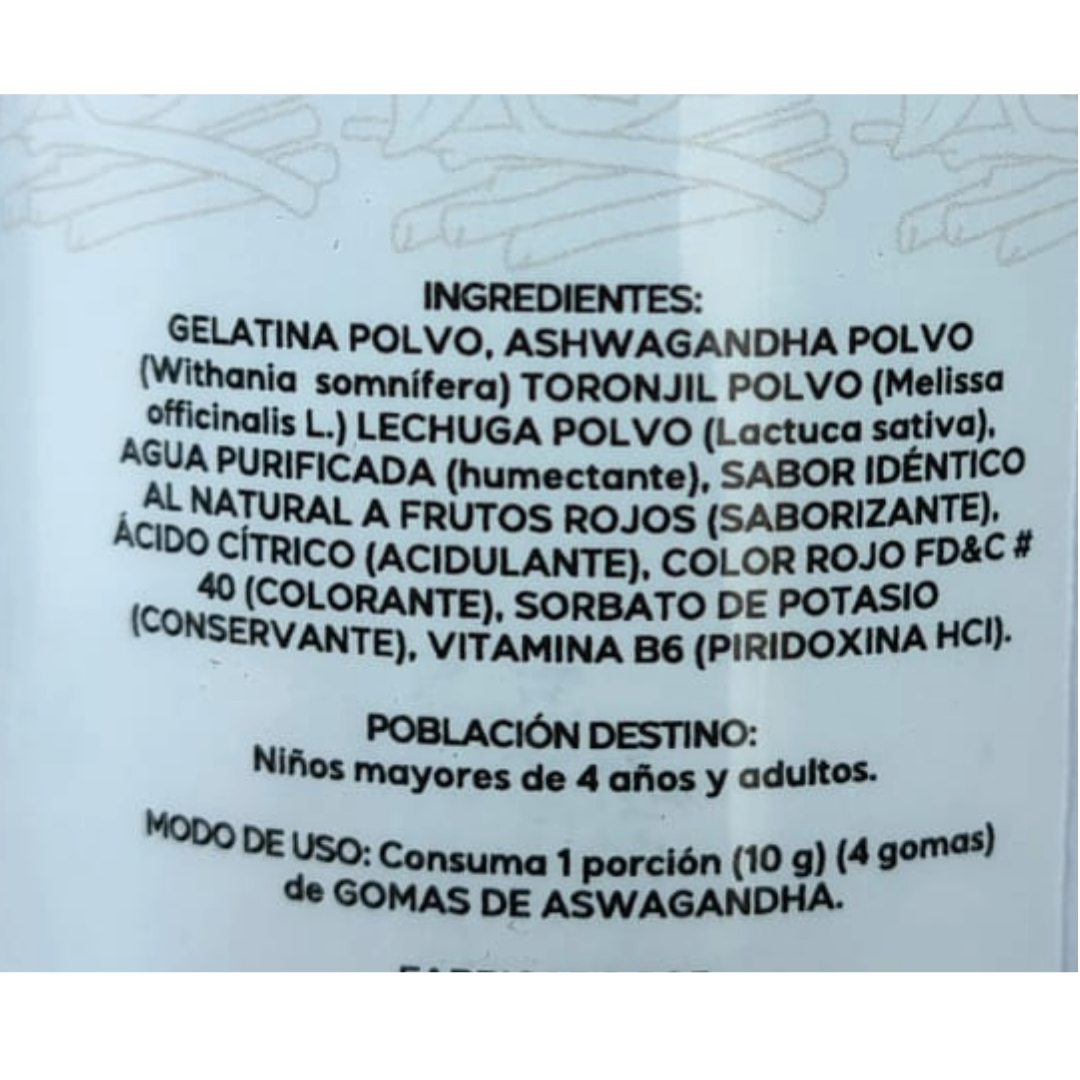 INGREDIENTES:
GELATINA POLVO, ASHWAGANDHA POLVO
(Withania somnífera) TORONJIL POLVO (Melissa
officinalis L.) LECHUGA POLVO (Lactuca sativa),
AGUA PURIFICADA (humectante), SABOR IDÉNTICO
AL NATURAL A FRUTOS ROJOS (SABORIZANTE),
ÁCIDO CÍTRICO (ACIDULANTE), COLOR ROJO FD&C #
40 (COLORANTE), SORBATO DE POTASIO
(CONSERVANTE), VITAMINA B6 (PIRIDOXINA HCl).
POBLACIÓN DESTINO:
Niños mayores de 4 años y adultos.
MODO DE USO: Consuma 1 porción (10 g) (4 gomas)
de GOMAS DE ASWAGANDHA.